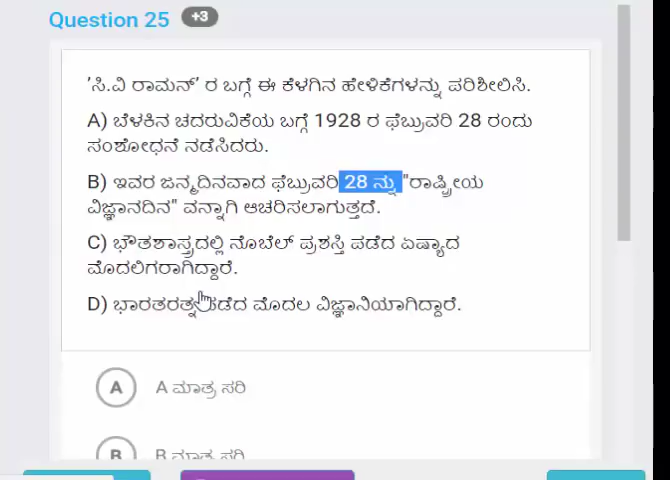 Question 25 +3
'ಸಿ.ವಿ ರಾಮನ್' ರ ಬಗ್ಗೆ ಈ ಕೆಳಗಿನ ಹೇಳಿಕೆಗಳನ್ನು ಪರಿಶೀಲಿಸಿ.
A) ಬೆಳಕಿನ ಚದರುವಿಕೆಯ ಬಗ್ಗೆ 1928 ರ ಫೆಬ್ರುವರಿ 28 ರಂದು
ಸಂಶೋಧನೆ ನಡೆಸಿದರು.
B) ಇವರ ಜನ್ಮದಿನವಾದ ಫೆಬ್ರುವರಿ 28 ನ್ನು "ರಾಷ್ಟ್ರೀಯ
ವಿಜ್ಞಾನದಿನ" ವನ್ನಾಗಿ ಆಚರಿಸಲಾಗುತ್ತದೆ.
C) ಭೌತಶಾಸ್ತ್ರದಲ್ಲಿ ನೊಬೆಲ್ ಪ್ರಶಸ್ತಿ ಪಡೆದ ಏಷ್ಯಾದ
ಮೊದಲಿಗರಾಗಿದ್ದಾರೆ.
D) ಭಾರತರತ್ನ ಪಡೆದ ಮೊದಲ ವಿಜ್ಞಾನಿಯಾಗಿದ್ದಾರೆ.
A A ಮಾತ್ರ ಸರಿ
B B ಮಾತ್ರ ಸರಿ